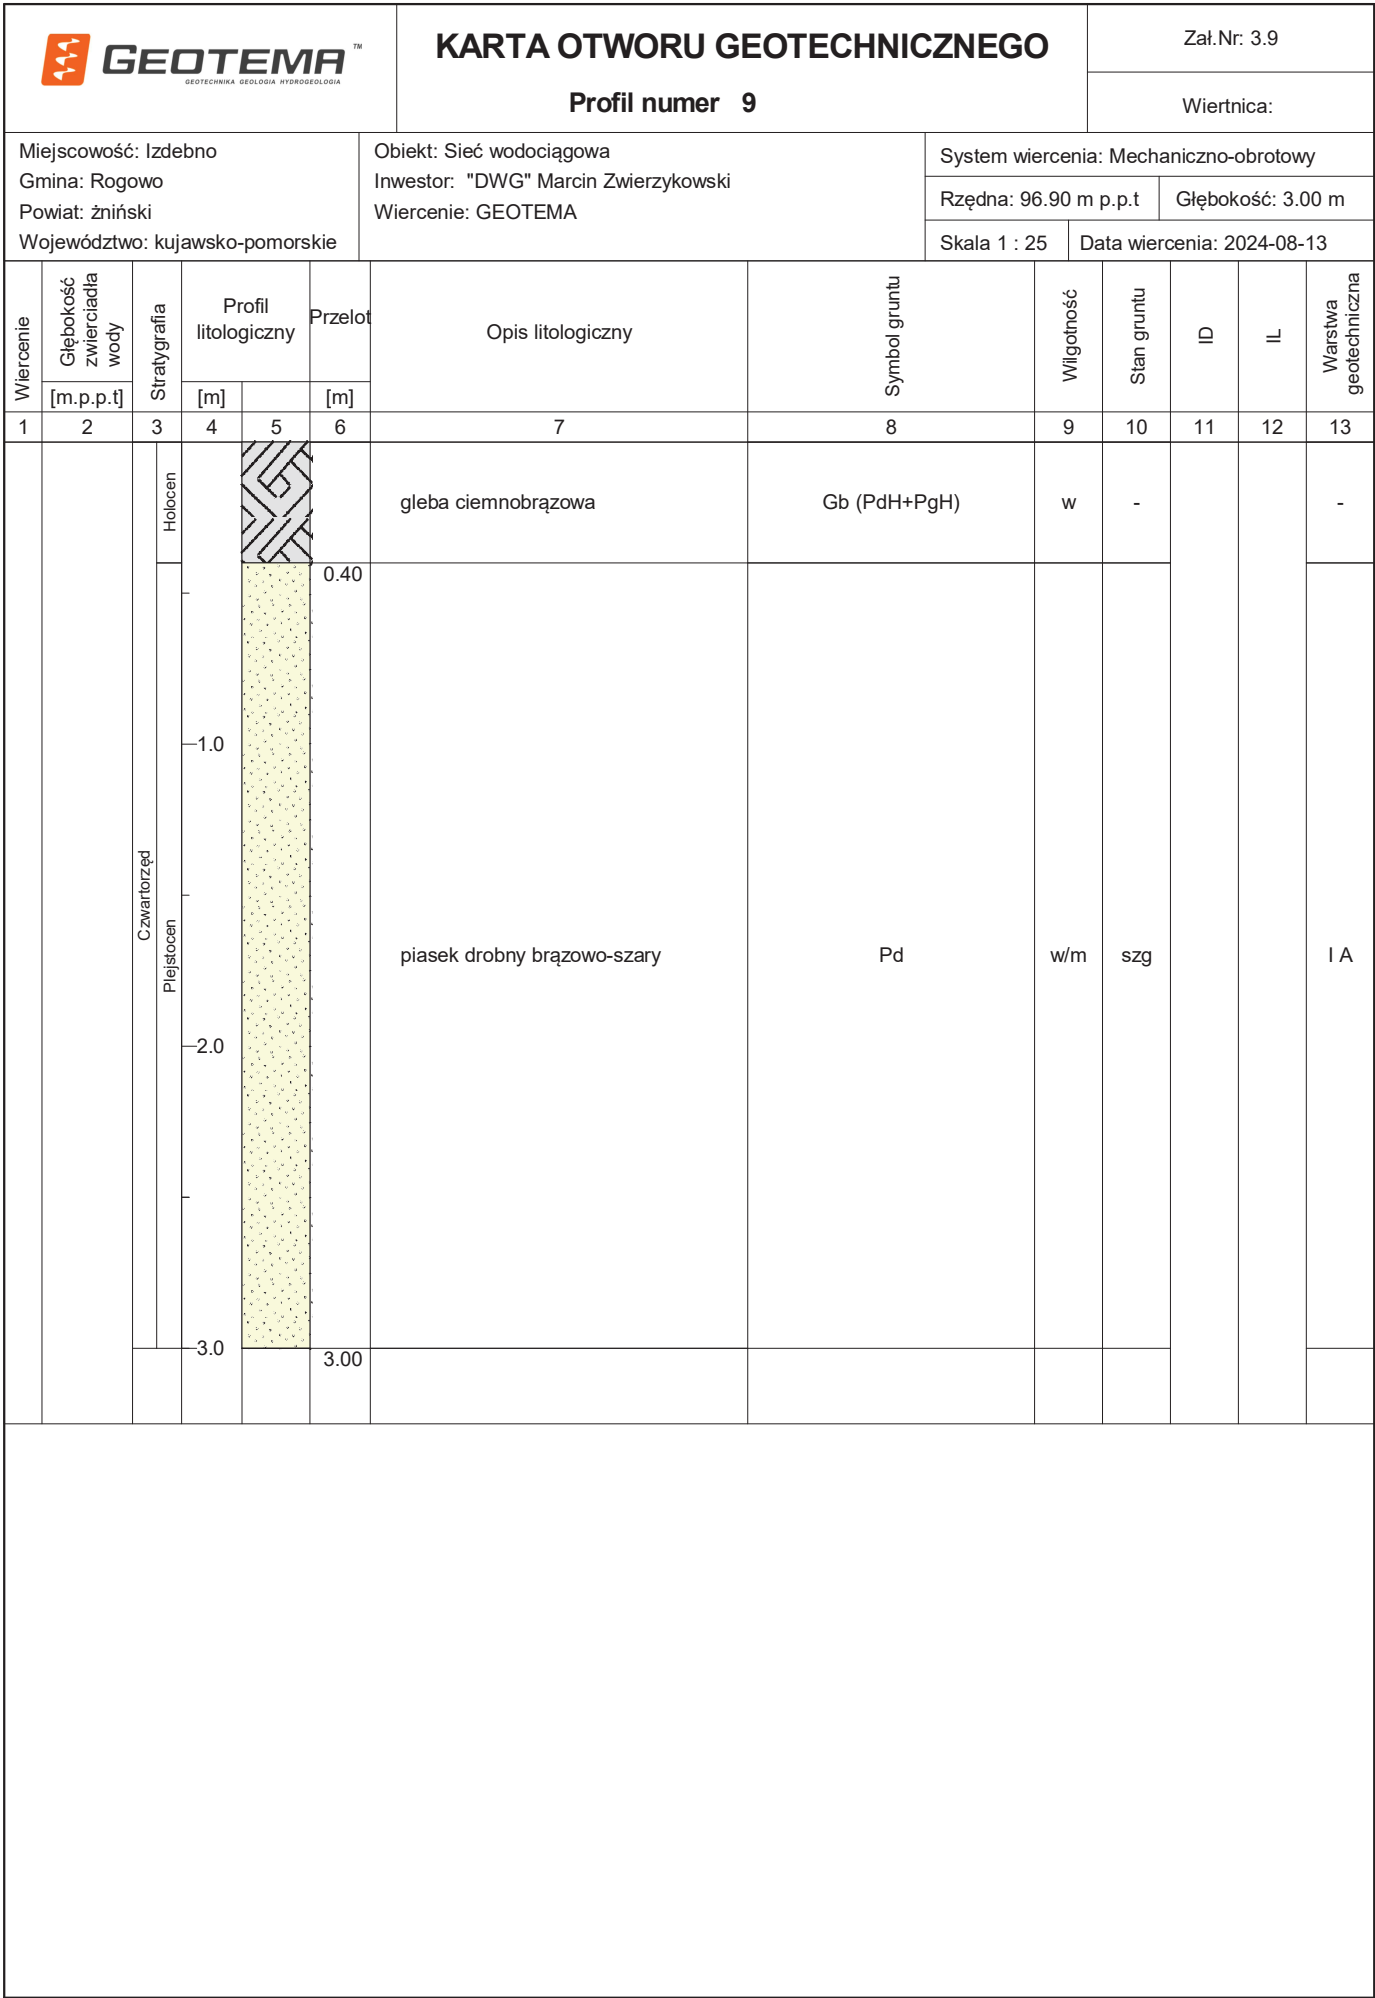 GEOTEMA™
GEOTECHNIKA GEOLOGIA HYDROGEOLOGIA
KARTA OTWORU GEOTECHNICZNEGO
Profil numer 9
Zał.Nr: 3.9
Wiertnica:
Miejscowość: Izdebno
Gmina: Rogowo
Powiat: żniński
Województwo: kujawsko-pomorskie
Obiekt: Sieć wodociągowa
Inwestor: "DWG" Marcin Zwierzykowski
Wiercenie: GEOTEMA
System wiercenia: Mechaniczno-obrotowy
Rzędna: 96.90 m p.p.t
Głębokość: 3.00 m
Skala 1 : 25
Data wiercenia: 2024-08-13
Wiercenie
Głębokość
zwierciadła
wody
[m.p.p.t]
Stratygrafia
Profil
litologiczny
[m]
Przelot
[m]
Opis litologiczny
Symbol gruntu
Wilgotność
Stan gruntu
ID
IL
Warstwa
geotechniczna
1 2 3 4 5 6 7 8 9 10 11 12 13
Holocen
gleba ciemnobrązowa
Gb (PdH+PgH)
w
-
-
0.40
1.0
Czwartorzęd
Plejstocen
piasek drobny brązowo-szary
Pd
w/m
szg
I A
2.0
3.0
3.00